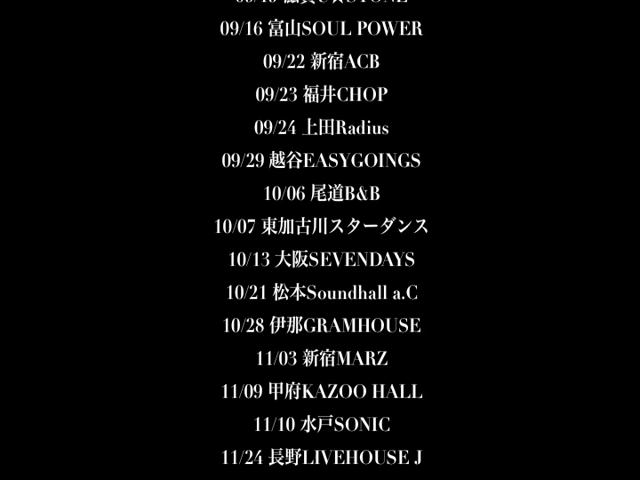 09/16 富山SOUL POWER
09/22 新宿ACB
09/23 福井CHOP
09/24 上田Radius
09/29 越谷EASYGOINGS
10/06 尾道B&B
10/07 東加古川スターダンス
10/13 大阪SEVENDAYS
10/21 松本Soundhall a.C
10/28 伊那GRAMHOUSE
11/03 新宿MARZ
11/09 甲府KAZOO HALL
11/10 水戸SONIC
11/24 長野LIVEHOUSE J